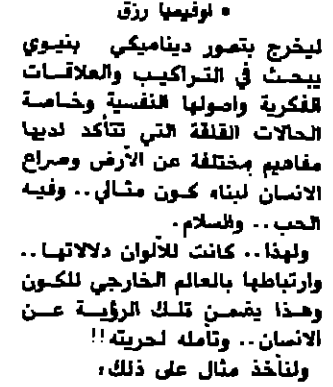 • لوفيميا رزق
ليخرج بتصور ديناميكي بنيوي
يبحث في التراكيب والعلاقات
الفكرية واصولها النفسية وخاصة
الحالات القلقة التي تتأكد لديها
مفاهيم مختلفة عن الأرض وصراع
الانسان لبناء كون مثالي.. وفيه
الحب.. والسلام.
ولهذا.. كانت للألوان دلالاتها..
وارتباطها بالعالم الخارجي للكون
وهذا يضمن تلك الرؤية عن
الانسان.. وتأمله لحريته!!
ولنأخذ مثال على ذلك: